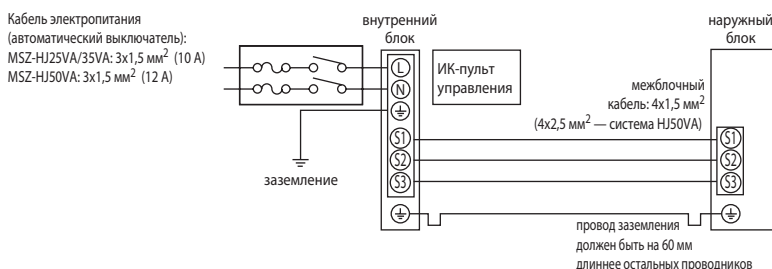 Кабель электропитания
(автоматический выключатель):
MSZ-HJ25VA/35VA: 3x1,5 мм² (10 А)
MSZ-HJ50VA: 3x1,5 мм² (12 А)
внутренний
блок
наружный
блок
L
N
S1
S2
S3
ИК-пульт
управления
межблочный
кабель: 4x1,5 мм²
(4x2,5 мм² — система HJ50VA)
S1
S2
S3
заземление
провод заземления
должен быть на 60 мм
длиннее остальных проводников